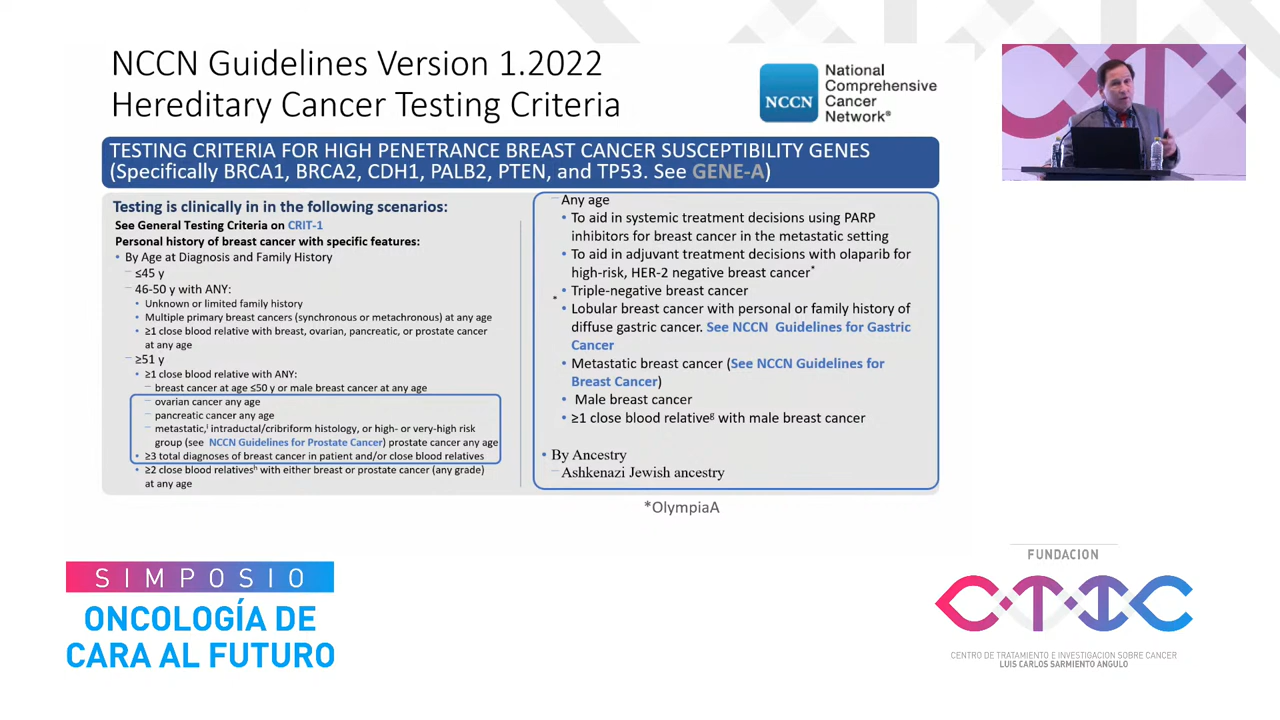 NCCN Guidelines Version 1.2022
Hereditary Cancer Testing Criteria
NCCN
National
Comprehensive
Cancer
Network®
TESTING CRITERIA FOR HIGH PENETRANCE BREAST CANCER SUSCEPTIBILITY GENES
(Specifically BRCA1, BRCA2, CDH1, PALB2, PTEN, and TP53. See GENE-A)
Testing is clinically in in the following scenarios:
See General Testing Criteria on CRIT-1
Personal history of breast cancer with specific features:
• By Age at Diagnosis and Family History
– ≤45 y
– 46-50 y with ANY:
• Unknown or limited family history
• Multiple primary breast cancers (synchronous or metachronous) at any age
• ≥1 close blood relative with breast, ovarian, pancreatic, or prostate cancer
at any age
– ≥51 y
• ≥1 close blood relative with ANY:
– breast cancer at age ≤50 y or male breast cancer at any age
– ovarian cancer any age
– pancreatic cancer any age
– metastatic,ⁱ intraductal/cribriform histology, or high- or very-high risk
group (see NCCN Guidelines for Prostate Cancer) prostate cancer any age
• ≥3 total diagnoses of breast cancer in patient and/or close blood relatives
• ≥2 close blood relativesʰ with either breast or prostate cancer (any grade)
at any age
– Any age
• To aid in systemic treatment decisions using PARP
inhibitors for breast cancer in the metastatic setting
• To aid in adjuvant treatment decisions with olaparib for
high-risk, HER-2 negative breast cancer*
• Triple-negative breast cancer
• Lobular breast cancer with personal or family history of
diffuse gastric cancer. See NCCN Guidelines for Gastric
Cancer
• Metastatic breast cancer (See NCCN Guidelines for
Breast Cancer)
• Male breast cancer
• ≥1 close blood relativeᵍ with male breast cancer
• By Ancestry
– Ashkenazi Jewish ancestry
*OlympiaA
SIMPOSIO
ONCOLOGÍA DE
CARA AL FUTURO
FUNDACION
CTIC
CENTRO DE TRATAMIENTO E INVESTIGACION SOBRE CANCER
LUIS CARLOS SARMIENTO ANGULO